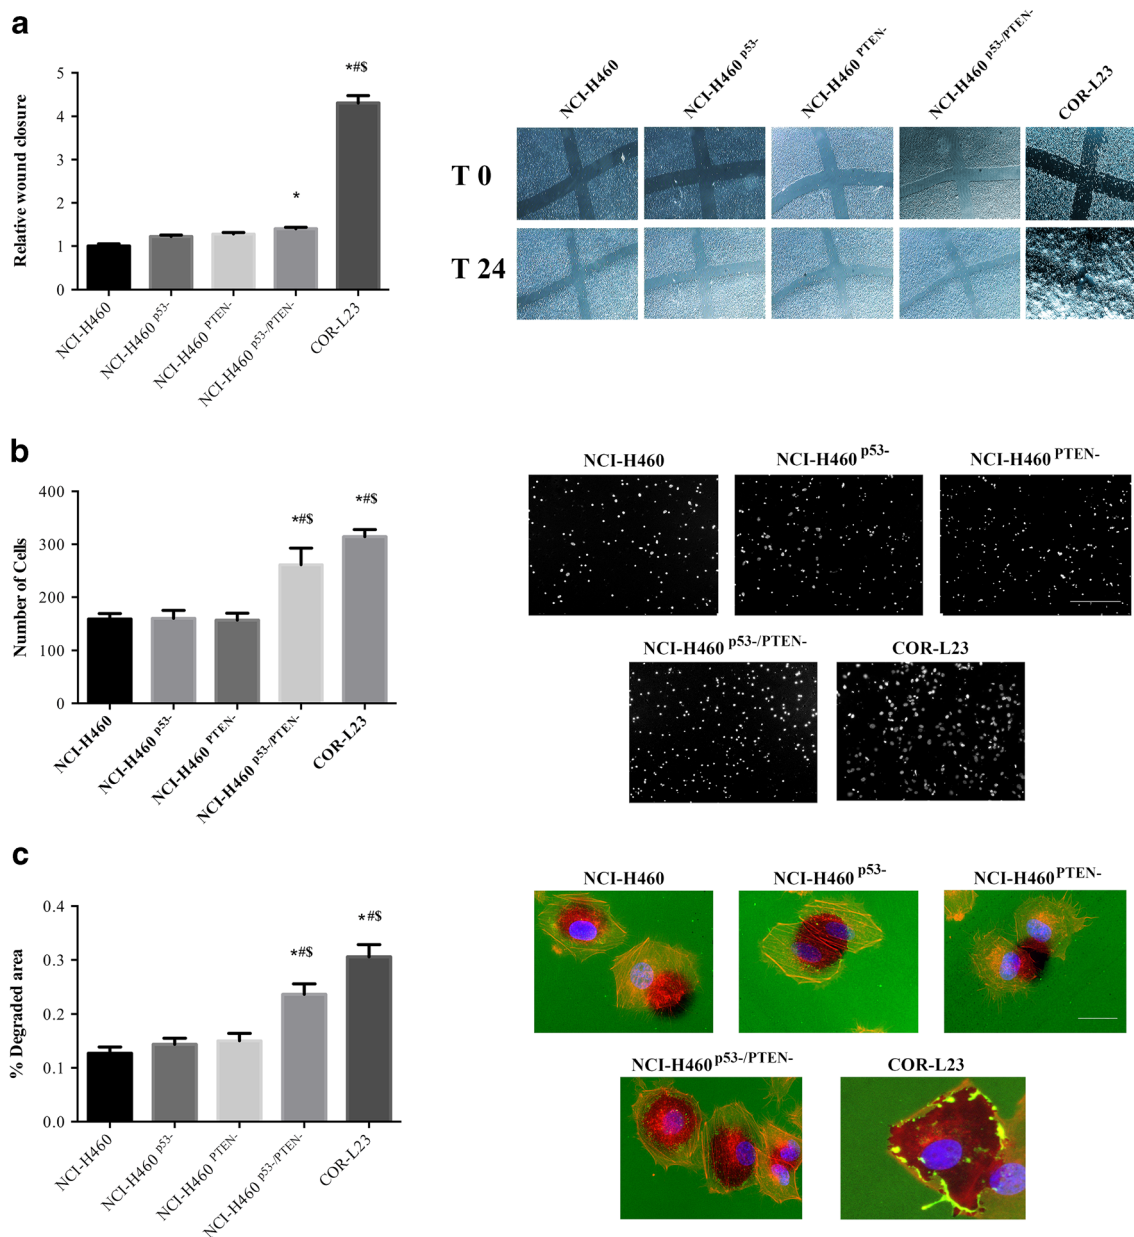 a
Relative wound closure
5
4
3
2
1
0
*
*#$
NCI-H460
NCI-H460 p53-
NCI-H460 PTEN-
NCI-H460 p53-/PTEN-
COR-L23
NCI-H460
NCI-H460 p53-
NCI-H460 PTEN-
NCI-H460 p53-/PTEN-
COR-L23
T 0
T 24
b
Number of Cells
400
300
200
100
0
*#$
*#$
NCI-H460
NCI-H460 p53-
NCI-H460 PTEN-
NCI-H460 p53-/PTEN-
COR-L23
NCI-H460
NCI-H460 p53-
NCI-H460 PTEN-
NCI-H460 p53-/PTEN-
COR-L23
c
% Degraded area
0.4
0.3
0.2
0.1
0.0
*#$
*#$
NCI-H460
NCI-H460 p53-
NCI-H460 PTEN-
NCI-H460 p53-/PTEN-
COR-L23
NCI-H460
NCI-H460 p53-
NCI-H460 PTEN-
NCI-H460 p53-/PTEN-
COR-L23